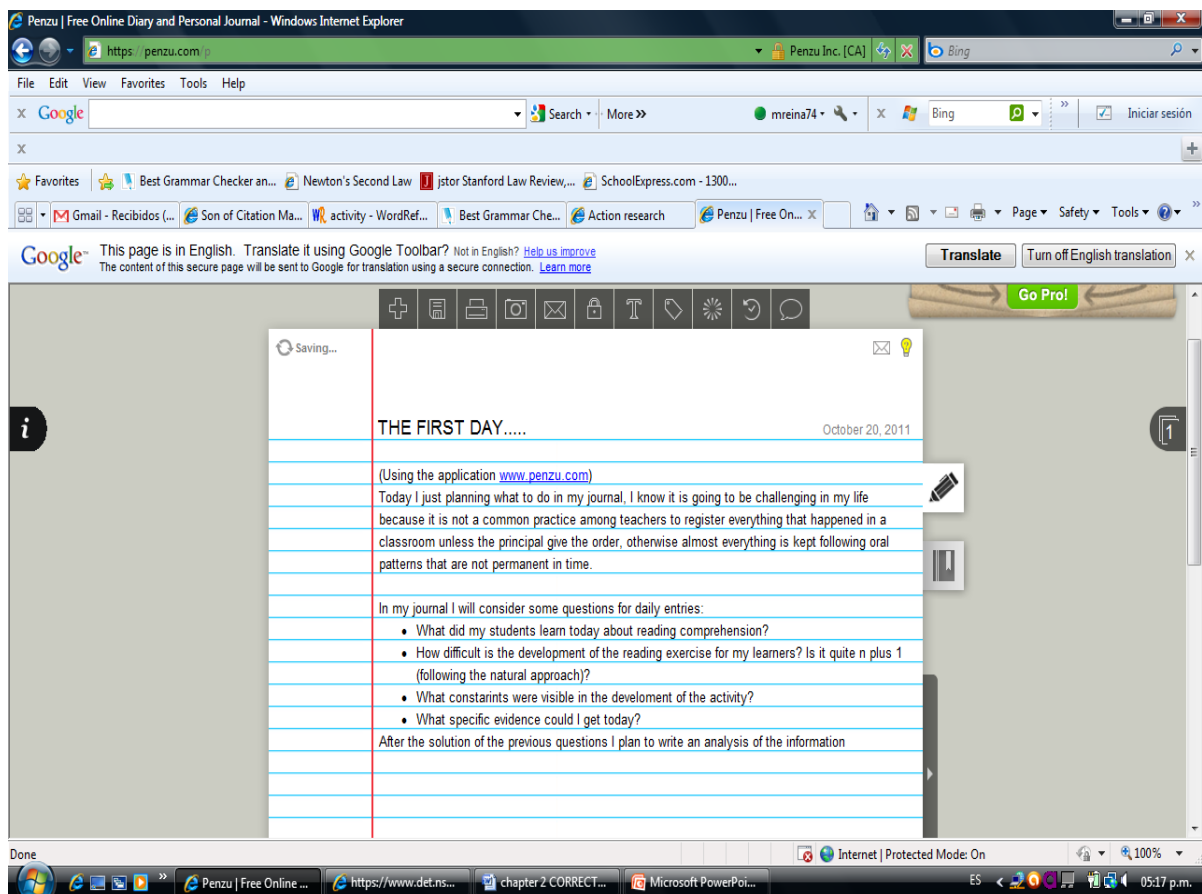 Penzu | Free Online Diary and Personal Journal - Windows Internet Explorer
X
https://penzu.com/p
Penzu Inc. [CA]
Bing
File Edit View Favorites Tools Help
x Google
Search
More >>
mreina74
X
Bing
Iniciar sesión
x
Favorites
Best Grammar Checker an...
Newton's Second Law
jstor Stanford Law Review,...
SchoolExpress.com - 1300...
Gmail - Recibidos (...
Son of Citation Ma...
activity - WordRef...
Best Grammar Che...
Action research
Penzu | Free On... X
Page
Safety
Tools
Google™
This page is in English. Translate it using Google Toolbar? Not in English? Help us improve
The content of this secure page will be sent to Google for translation using a secure connection. Learn more
Translate
Turn off English translation
X
Go Pro!
Saving...
i
THE FIRST DAY.....
October 20, 2011
1
(Using the application www.penzu.com)
Today I just planning what to do in my journal, I know it is going to be challenging in my life
because it is not a common practice among teachers to register everything that happened in a
classroom unless the principal give the order, otherwise almost everything is kept following oral
patterns that are not permanent in time.
In my journal I will consider some questions for daily entries:
• What did my students learn today about reading comprehension?
• How difficult is the development of the reading exercise for my learners? Is it quite n plus 1
(following the natural approach)?
• What constarints were visible in the develoment of the activity?
• What specific evidence could I get today?
After the solution of the previous questions I plan to write an analysis of the information
Done
Internet | Protected Mode: On
100%
Penzu | Free Online ...
https://www.det.ns...
chapter 2 CORRECT...
Microsoft PowerPoi...
ES
05:17 p.m.